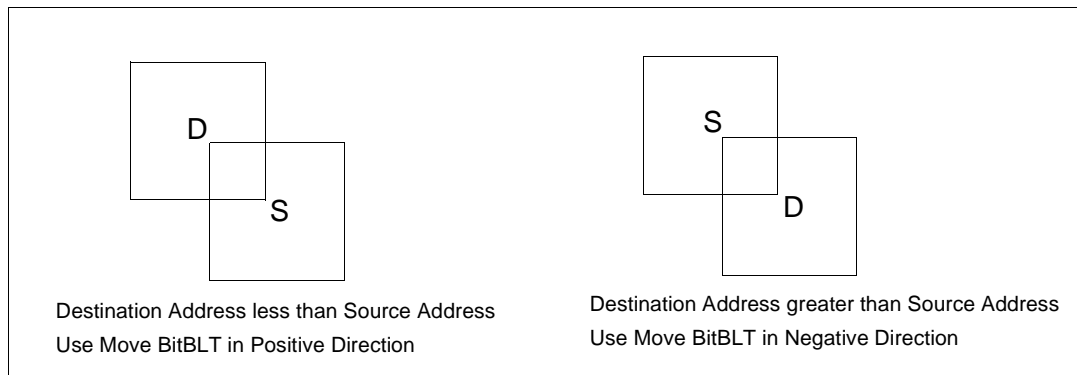 D
S
Destination Address less than Source Address
Use Move BitBLT in Positive Direction
S
D
Destination Address greater than Source Address
Use Move BitBLT in Negative Direction